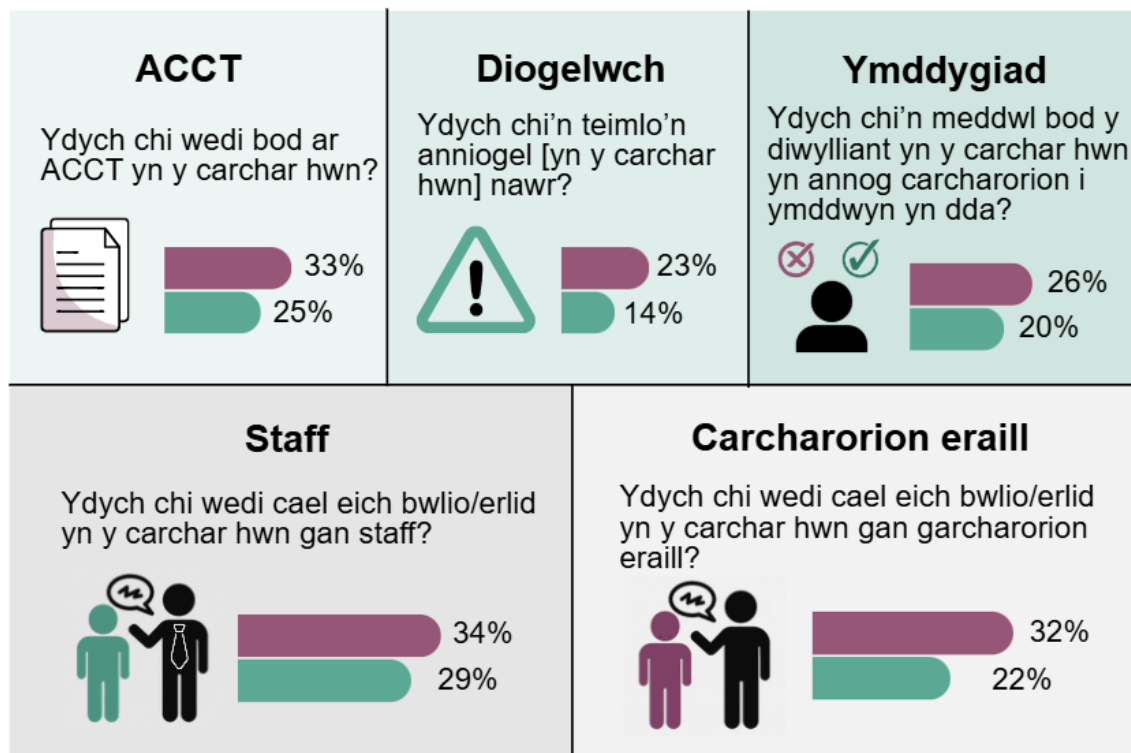 ACCT
Ydych chi wedi bod ar
ACCT yn y carchar hwn?
33%
25%
Diogelwch
Ydych chi'n teimlo'n
anniogel [yn y carchar
hwn] nawr?
23%
14%
Ymddygiad
Ydych chi'n meddwl bod y
diwylliant yn y carchar hwn
yn annog carcharorion i
ymddwyn yn dda?
26%
20%
Staff
Ydych chi wedi cael eich bwlio/erlid
yn y carchar hwn gan staff?
34%
29%
Carcharorion eraill
Ydych chi wedi cael eich bwlio/erlid
yn y carchar hwn gan garcharorion
eraill?
32%
22%